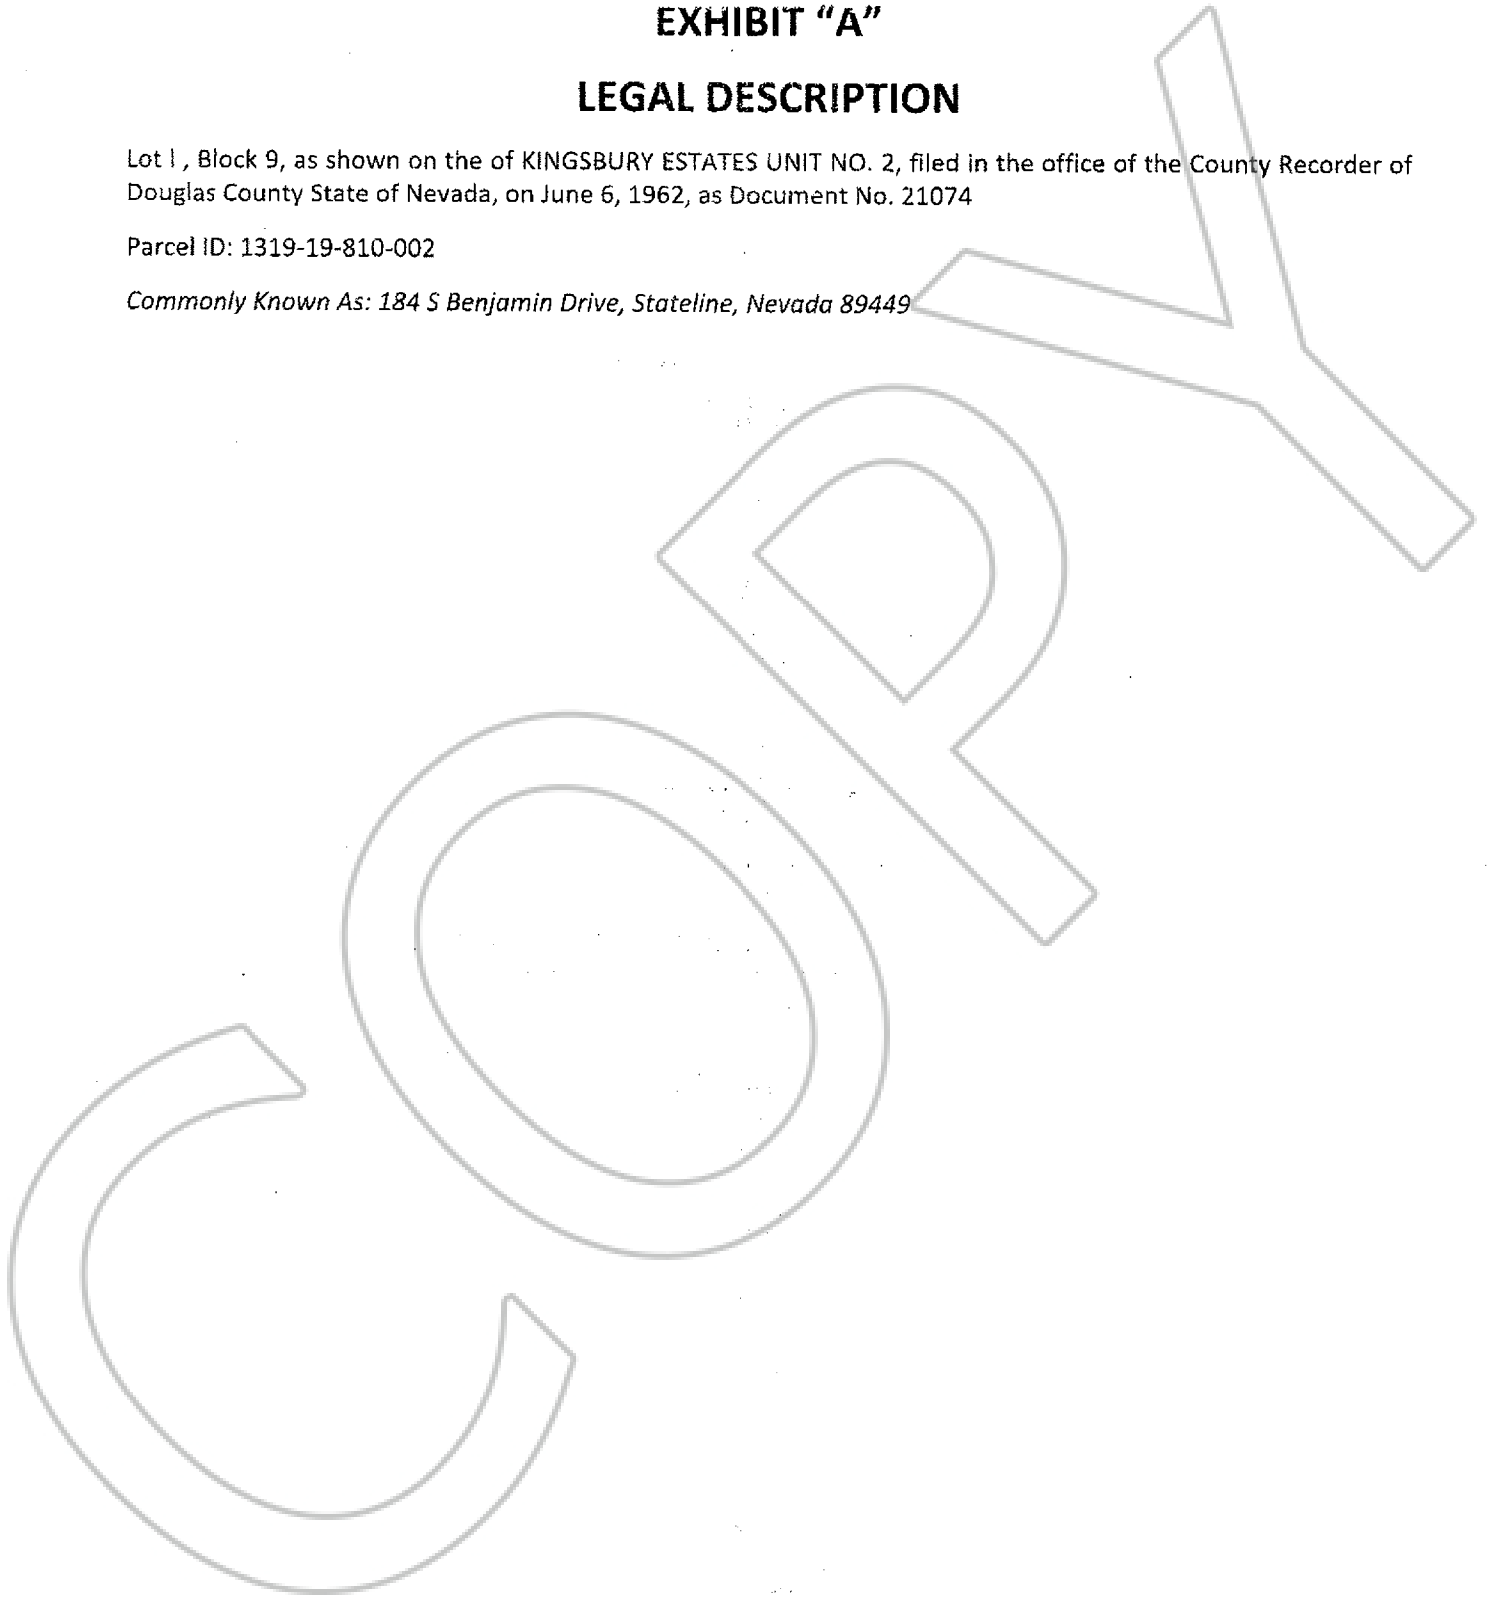 EXHIBIT “A”
LEGAL DESCRIPTION
Lot l , Block 9, as shown on the of KINGSBURY ESTATES UNIT NO. 2, filed in the office of the County Recorder of
Douglas County State of Nevada, on June 6, 1962, as Document No. 21074
Parcel ID: 1319-19-810-002
Commonly Known As: 184 S Benjamin Drive, Stateline, Nevada 89449
COPY